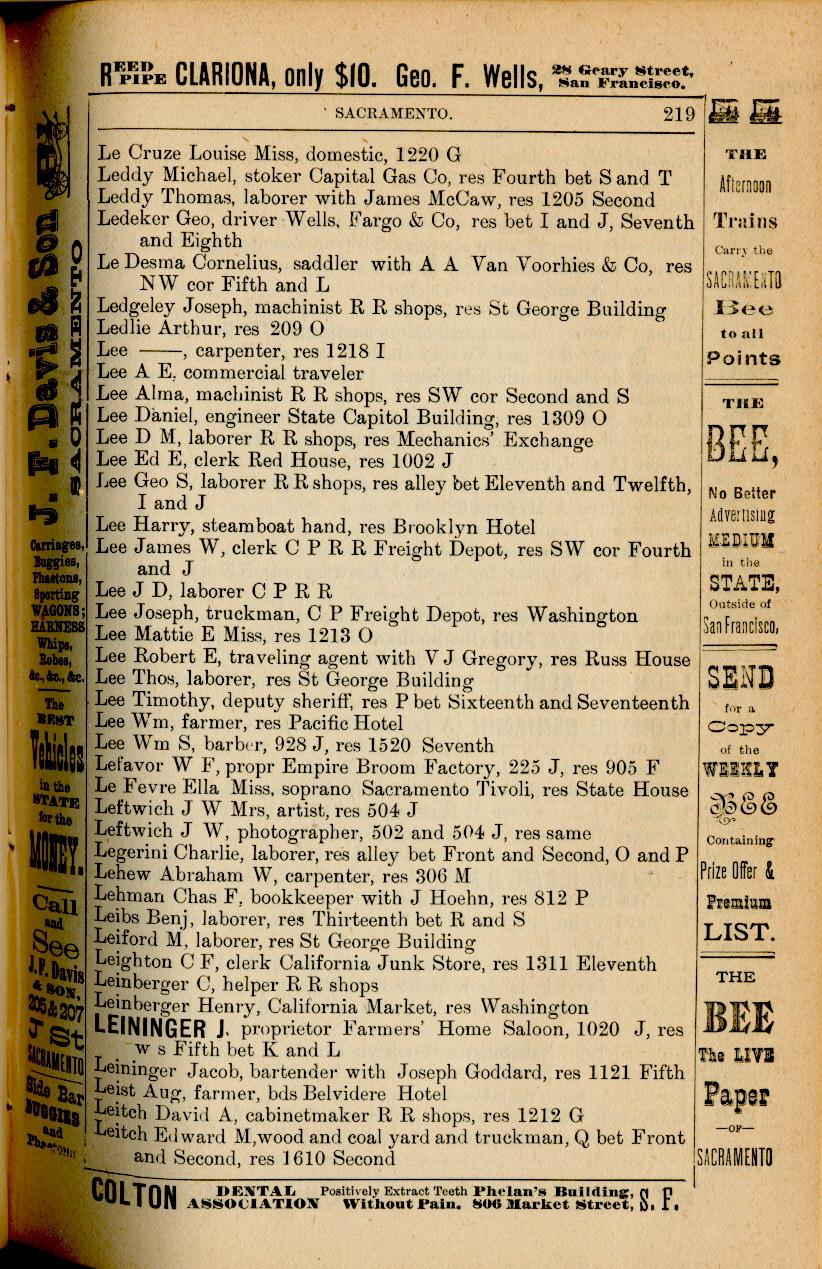 REED PIPE CLARIONA, only $10. Geo. F. Wells, 28 Geary Street, San Francisco.
SACRAMENTO. 219
Le Cruze Louise Miss, domestic, 1220 G
Leddy Michael, stoker Capital Gas Co, res Fourth bet S and T
Leddy Thomas, laborer with James McCaw, res 1205 Second
Ledeker Geo, driver Wells, Fargo & Co, res bet I and J, Seventh
and Eighth
Le Desma Cornelius, saddler with A A Van Voorhies & Co, res
NW cor Fifth and L
Ledgeley Joseph, machinist R R shops, res St George Building
Ledlie Arthur, res 209 O
Lee ——, carpenter, res 1218 I
Lee A E, commercial traveler
Lee Alma, machinist R R shops, res SW cor Second and S
Lee Daniel, engineer State Capitol Building, res 1309 O
Lee D M, laborer R R shops, res Mechanics' Exchange
Lee Ed E, clerk Red House, res 1002 J
Lee Geo S, laborer R R shops, res alley bet Eleventh and Twelfth,
I and J
Lee Harry, steamboat hand, res Brooklyn Hotel
Lee James W, clerk C P R R Freight Depot, res SW cor Fourth
and J
Lee J D, laborer C P R R
Lee Joseph, truckman, C P Freight Depot, res Washington
Lee Mattie E Miss, res 1213 O
Lee Robert E, traveling agent with V J Gregory, res Russ House
Lee Thos, laborer, res St George Building
Lee Timothy, deputy sheriff, res P bet Sixteenth and Seventeenth
Lee Wm, farmer, res Pacific Hotel
Lee Wm S, barber, 928 J, res 1520 Seventh
Lefavor W F, propr Empire Broom Factory, 225 J, res 905 F
Le Fevre Ella Miss, soprano Sacramento Tivoli, res State House
Leftwich J W Mrs, artist, res 504 J
Leftwich J W, photographer, 502 and 504 J, res same
Legerini Charlie, laborer, res alley bet Front and Second, O and P
Lehew Abraham W, carpenter, res 306 M
Lehman Chas F, bookkeeper with J Hoehn, res 812 P
Leibs Benj, laborer, res Thirteenth bet R and S
Leiford M, laborer, res St George Building
Leighton C F, clerk California Junk Store, res 1311 Eleventh
Leinberger C, helper R R shops
Leinberger Henry, California Market, res Washington
LEININGER J, proprietor Farmers' Home Saloon, 1020 J, res
w s Fifth bet K and L
Leininger Jacob, bartender with Joseph Goddard, res 1121 Fifth
Leist Aug, farmer, bds Belvidere Hotel
Leitch David A, cabinetmaker R R shops, res 1212 G
Leitch Edward M, wood and coal yard and truckman, Q bet Front
and Second, res 1610 Second
COLTON DENTAL ASSOCIATION Positively Extract Teeth Without Pain. Phelan's Building, 806 Market Street, S. F.
J. F. Davis & Son
SACRAMENTO
Carriages,
Buggies,
Phaetons,
Sporting
WAGONS;
HARNESS
Whips,
Robes,
&c., &c., &c.
The
BEST
Vehicles
in the
STATE
for the
MONEY.
Call
and
See
J.F. Davis
& SON,
205 & 207
J St
SACRAMENTO
Side Bar
BUGGIES
and
Phaetons
THE
Afternoon
Trains
Carry the
SACRAMENTO
Bee
to all
Points
THE
BEE,
No Better
Advertising
MEDIUM
in the
STATE,
Outside of
San Francisco,
SEND
for a
Copy
of the
WEEKLY
BEE
Containing
Prize Offer &
Premium
LIST.
THE
BEE
The LIVE
Paper
—OF—
SACRAMENTO